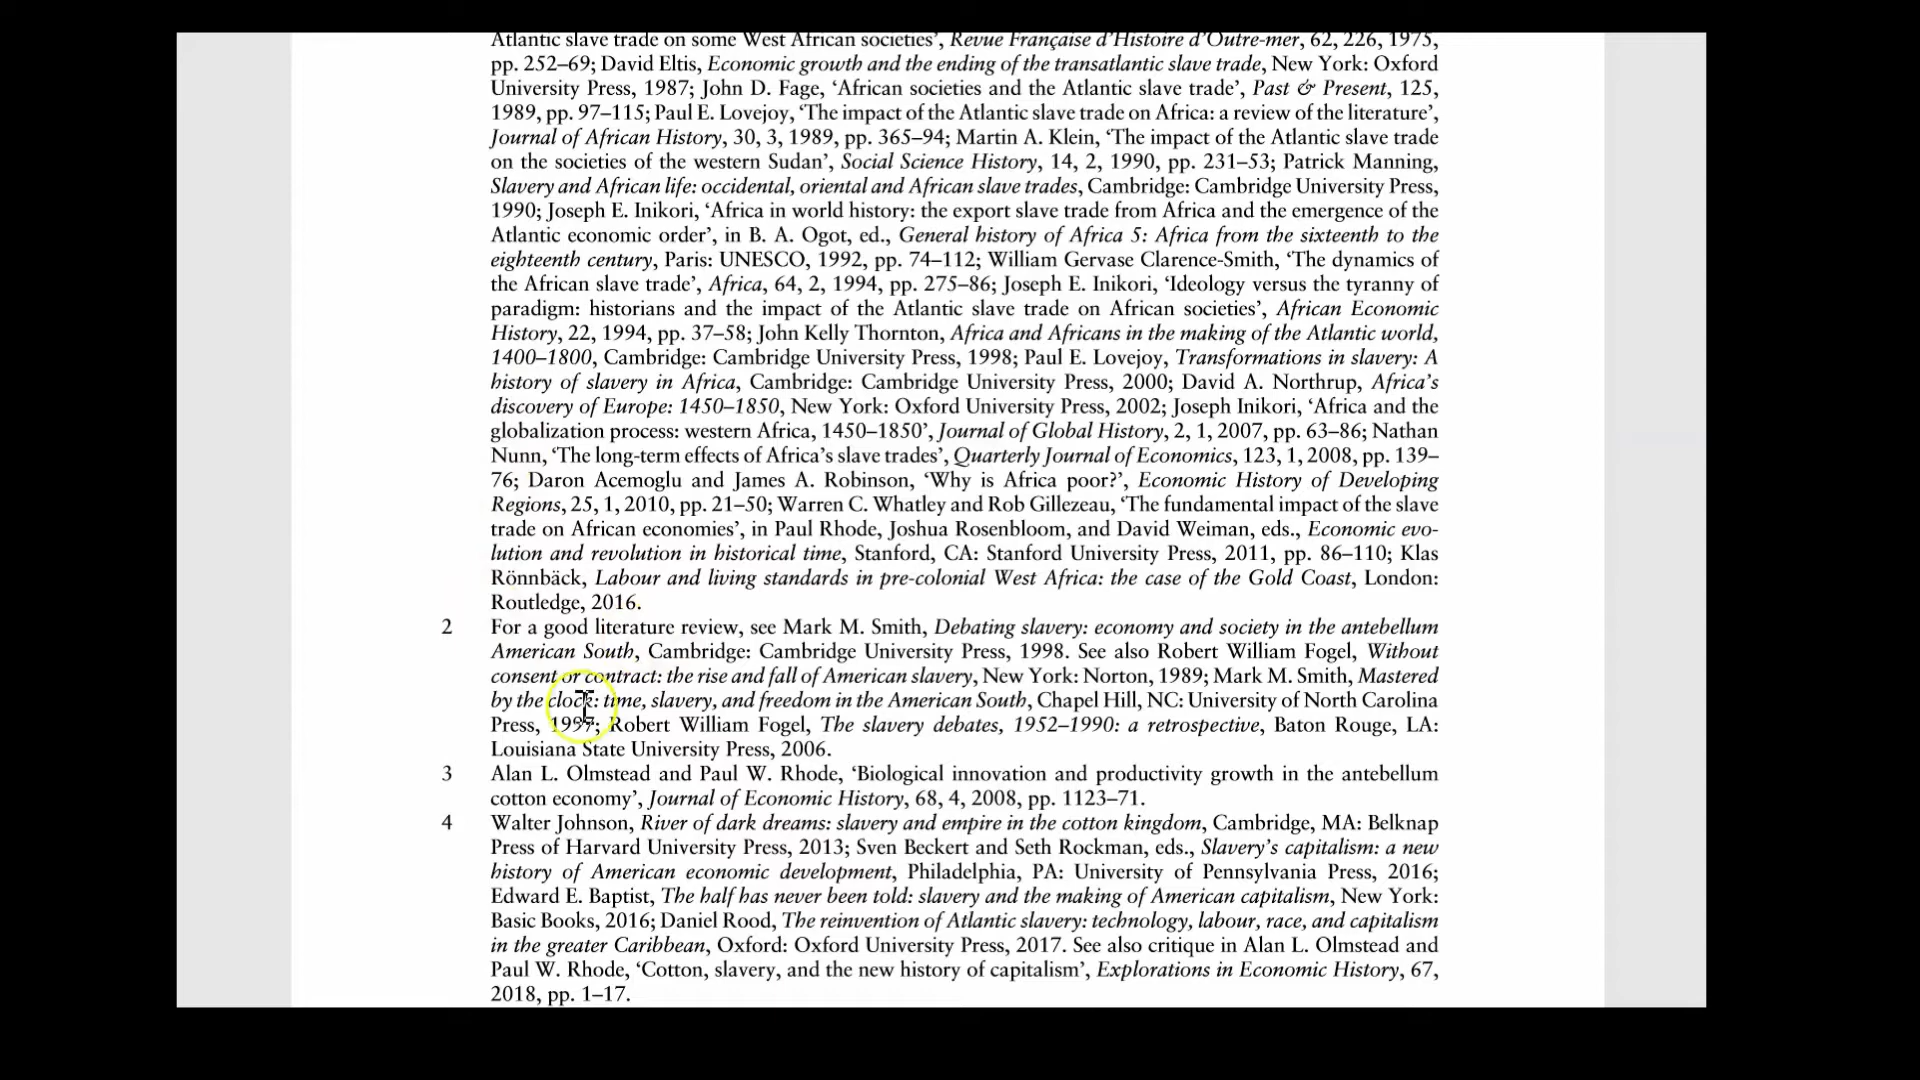 Atlantic slave trade on some West African societies’, Revue Française d’Histoire d’Outre-mer, 62, 226, 1975,
pp. 252–69; David Eltis, Economic growth and the ending of the transatlantic slave trade, New York: Oxford
University Press, 1987; John D. Fage, ‘African societies and the Atlantic slave trade’, Past & Present, 125,
1989, pp. 97–115; Paul E. Lovejoy, ‘The impact of the Atlantic slave trade on Africa: a review of the literature’,
Journal of African History, 30, 3, 1989, pp. 365–94; Martin A. Klein, ‘The impact of the Atlantic slave trade
on the societies of the western Sudan’, Social Science History, 14, 2, 1990, pp. 231–53; Patrick Manning,
Slavery and African life: occidental, oriental and African slave trades, Cambridge: Cambridge University Press,
1990; Joseph E. Inikori, ‘Africa in world history: the export slave trade from Africa and the emergence of the
Atlantic economic order’, in B. A. Ogot, ed., General history of Africa 5: Africa from the sixteenth to the
eighteenth century, Paris: UNESCO, 1992, pp. 74–112; William Gervase Clarence-Smith, ‘The dynamics of
the African slave trade’, Africa, 64, 2, 1994, pp. 275–86; Joseph E. Inikori, ‘Ideology versus the tyranny of
paradigm: historians and the impact of the Atlantic slave trade on African societies’, African Economic
History, 22, 1994, pp. 37–58; John Kelly Thornton, Africa and Africans in the making of the Atlantic world,
1400–1800, Cambridge: Cambridge University Press, 1998; Paul E. Lovejoy, Transformations in slavery: A
history of slavery in Africa, Cambridge: Cambridge University Press, 2000; David A. Northrup, Africa’s
discovery of Europe: 1450–1850, New York: Oxford University Press, 2002; Joseph Inikori, ‘Africa and the
globalization process: western Africa, 1450–1850’, Journal of Global History, 2, 1, 2007, pp. 63–86; Nathan
Nunn, ‘The long-term effects of Africa’s slave trades’, Quarterly Journal of Economics, 123, 1, 2008, pp. 139–
76; Daron Acemoglu and James A. Robinson, ‘Why is Africa poor?’, Economic History of Developing
Regions, 25, 1, 2010, pp. 21–50; Warren C. Whatley and Rob Gillezeau, ‘The fundamental impact of the slave
trade on African economies’, in Paul Rhode, Joshua Rosenbloom, and David Weiman, eds., Economic evo-
lution and revolution in historical time, Stanford, CA: Stanford University Press, 2011, pp. 86–110; Klas
Rönnbäck, Labour and living standards in pre-colonial West Africa: the case of the Gold Coast, London:
Routledge, 2016.
2 For a good literature review, see Mark M. Smith, Debating slavery: economy and society in the antebellum
American South, Cambridge: Cambridge University Press, 1998. See also Robert William Fogel, Without
consent or contract: the rise and fall of American slavery, New York: Norton, 1989; Mark M. Smith, Mastered
by the clock: time, slavery, and freedom in the American South, Chapel Hill, NC: University of North Carolina
Press, 1997; Robert William Fogel, The slavery debates, 1952–1990: a retrospective, Baton Rouge, LA:
Louisiana State University Press, 2006.
3 Alan L. Olmstead and Paul W. Rhode, ‘Biological innovation and productivity growth in the antebellum
cotton economy’, Journal of Economic History, 68, 4, 2008, pp. 1123–71.
4 Walter Johnson, River of dark dreams: slavery and empire in the cotton kingdom, Cambridge, MA: Belknap
Press of Harvard University Press, 2013; Sven Beckert and Seth Rockman, eds., Slavery’s capitalism: a new
history of American economic development, Philadelphia, PA: University of Pennsylvania Press, 2016;
Edward E. Baptist, The half has never been told: slavery and the making of American capitalism, New York:
Basic Books, 2016; Daniel Rood, The reinvention of Atlantic slavery: technology, labour, race, and capitalism
in the greater Caribbean, Oxford: Oxford University Press, 2017. See also critique in Alan L. Olmstead and
Paul W. Rhode, ‘Cotton, slavery, and the new history of capitalism’, Explorations in Economic History, 67,
2018, pp. 1–17.